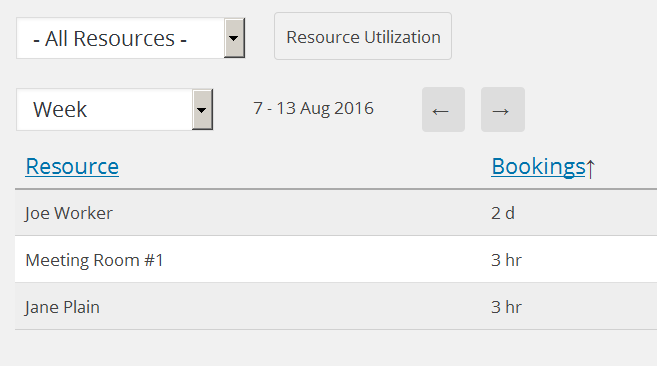 - All Resources -
Resource Utilization
Week
7 - 13 Aug 2016
← →
Resource Bookings↑
Joe Worker 2 d
Meeting Room #1 3 hr
Jane Plain 3 hr